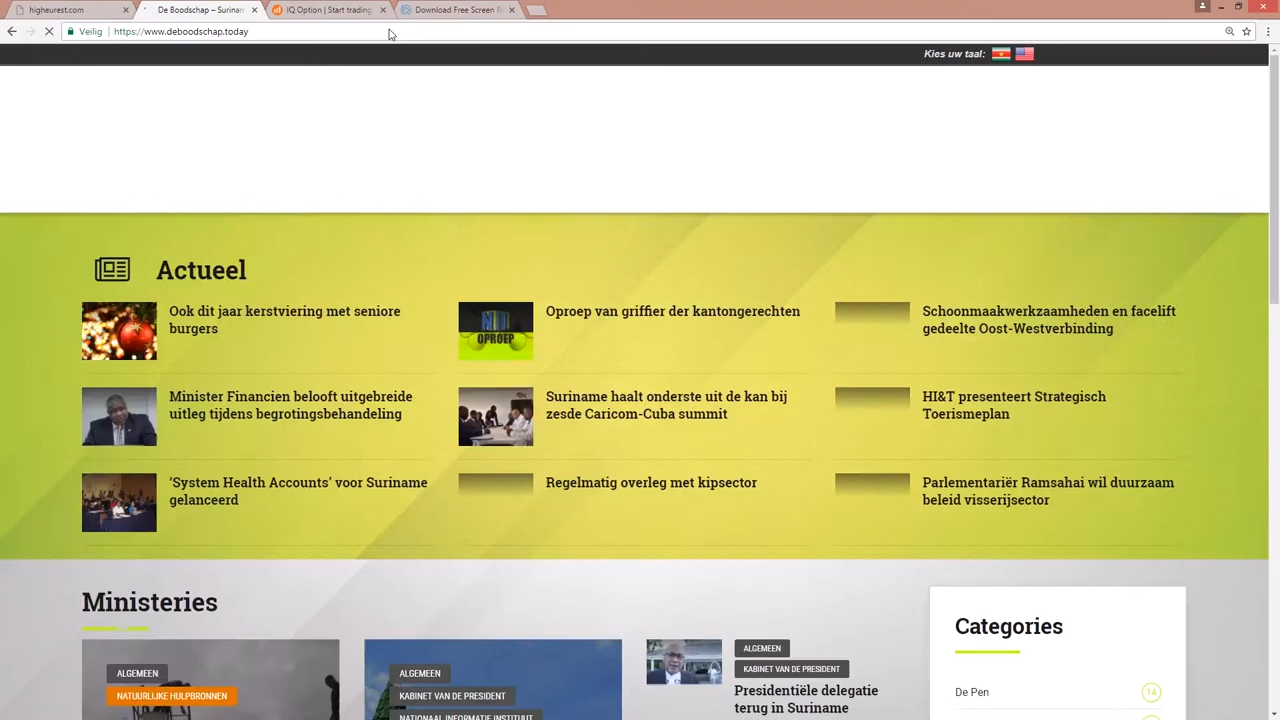 higheurest.com
De Boodschap – Surinam
IQ Option | Start trading
Download Free Screen R
Veilig
https://www.deboodschap.today
Kies uw taal:
Actueel
Ook dit jaar kerstviering met seniore
burgers
Oproep van griffier der kantongerechten
OPROEP
Schoonmaakwerkzaamheden en facelift
gedeelte Oost-Westverbinding
Minister Financien belooft uitgebreide
uitleg tijdens begrotingsbehandeling
Suriname haalt onderste uit de kan bij
zesde Caricom-Cuba summit
HI&T presenteert Strategisch
Toerismeplan
‘System Health Accounts’ voor Suriname
gelanceerd
Regelmatig overleg met kipsector
Parlementariër Ramsahai wil duurzaam
beleid visserijsector
Ministeries
ALGEMEEN
NATUURLIJKE HULPBRONNEN
ALGEMEEN
KABINET VAN DE PRESIDENT
NATIONAAL INFORMATIE INSTITUUT
ALGEMEEN
KABINET VAN DE PRESIDENT
Presidentiële delegatie
terug in Suriname
Categories
De Pen
14